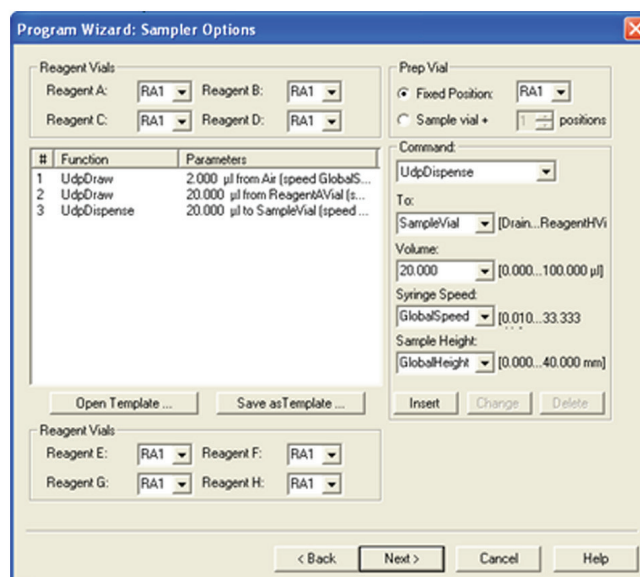 Program Wizard: Sampler Options
Reagent Vials
Reagent A: RA1 Reagent B: RA1
Reagent C: RA1 Reagent D: RA1
Prep Vial
Fixed Position: RA1
Sample vial + 1 positions
# Function Parameters
1 UdpDraw 2.000 µl from Air (speed GlobalS...
2 UdpDraw 20.000 µl from ReagentAVial (s...
3 UdpDispense 20.000 µl to SampleVial (speed ...
Command:
UdpDispense
To:
SampleVial [Drain...ReagentHVi
Volume:
20.000 [0.000...100.000 µl]
Syringe Speed:
GlobalSpeed [0.010...33.333
Sample Height:
GlobalHeight [0.000...40.000 mm]
Open Template ... Save asTemplate ... Insert Change Delete
Reagent Vials
Reagent E: RA1 Reagent F: RA1
Reagent G: RA1 Reagent H: RA1
< Back Next > Cancel Help